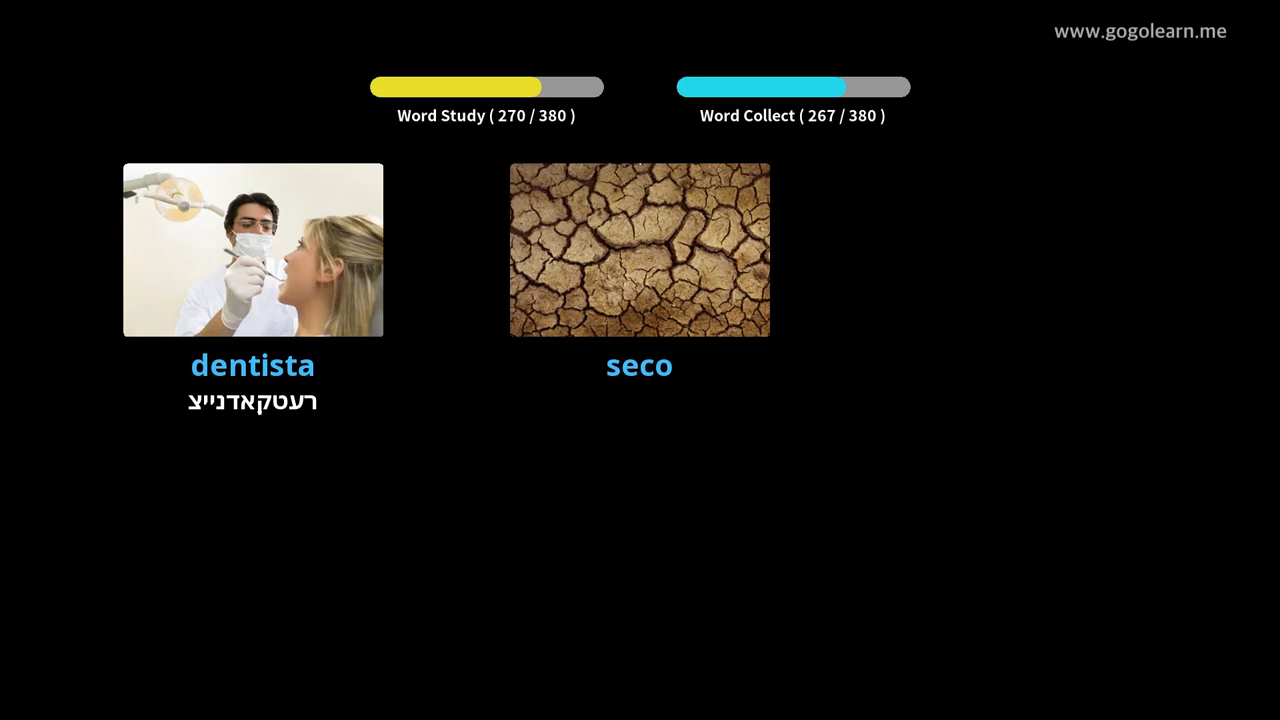 www.gogolearn.me
Word Study ( 270 / 380 )
Word Collect ( 267 / 380 )
dentista
רעטקאדנייצ
seco